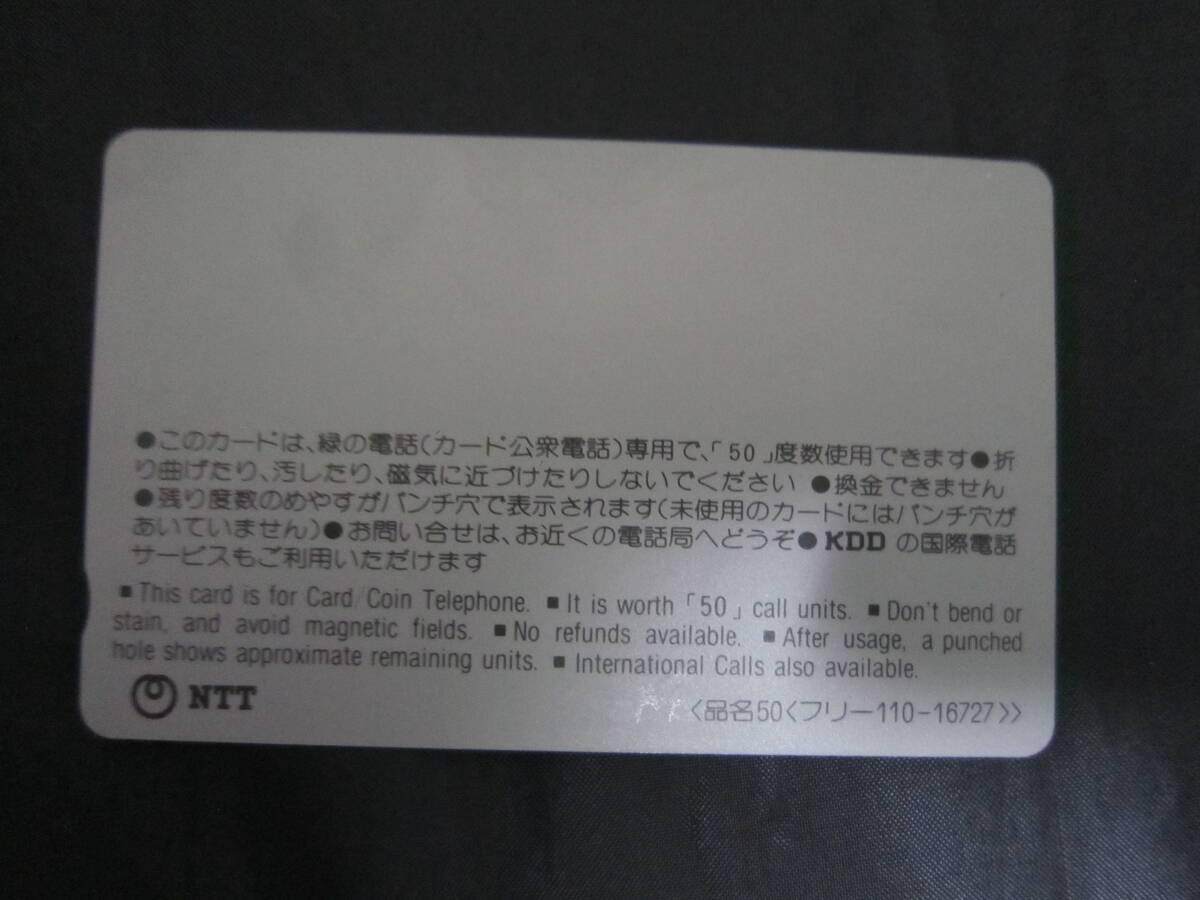 ●このカードは、緑の電話(カード公衆電話)専用で、「50」度数使用できます●折
り曲げたり、汚したり、磁気に近づけたりしないでください ●換金できません
●残り度数のめやすがパンチ穴で表示されます(未使用のカードにはパンチ穴が
あいていません)●お問い合せは、お近くの電話局へどうぞ●KDD の国際電話
サービスもご利用いただけます
■This card is for Card/Coin Telephone. ■It is worth「50」call units. ■Don't bend or
stain, and avoid magnetic fields. ■No refunds available. ■After usage, a punched
hole shows approximate remaining units. ■International Calls also available.
NTT
〈品名50〈フリー110-16727〉〉